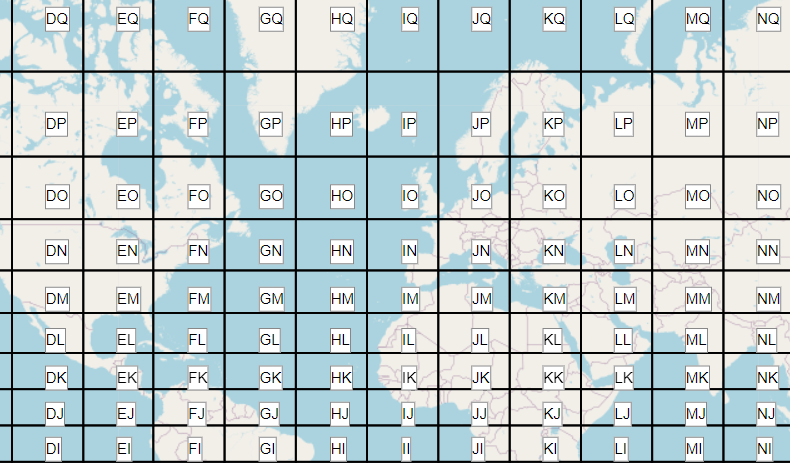 DQ EQ FQ GQ HQ IQ JQ KQ LQ MQ NQ
DP EP FP GP HP IP JP KP LP MP NP
DO EO FO GO HO IO JO KO LO MO NO
DN EN FN GN HN IN JN KN LN MN NN
DM EM FM GM HM IM JM KM LM MM NM
DL EL FL GL HL IL JL KL LL ML NL
DK EK FK GK HK IK JK KK LK MK NK
DJ EJ FJ GJ HJ IJ JJ KJ LJ MJ NJ
DI EI FI GI HI II JI KI LI MI NI